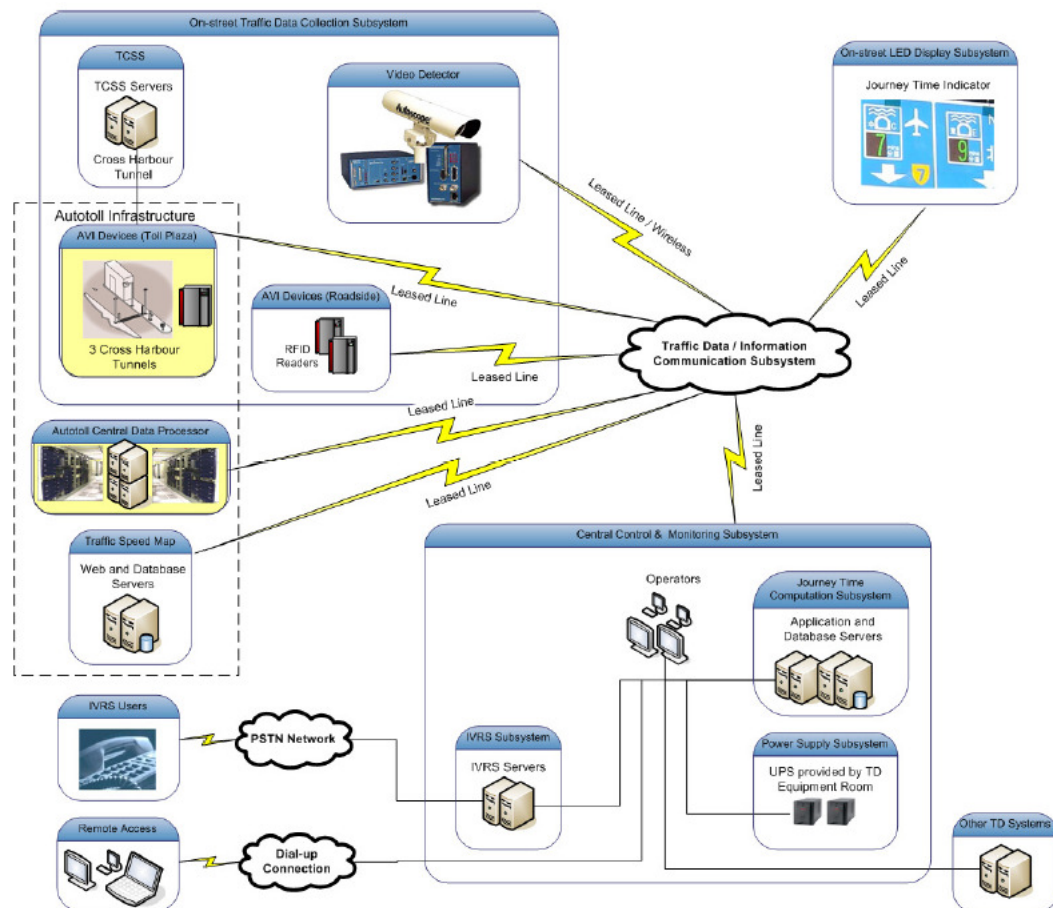 On-street Traffic Data Collection Subsystem
TCSS
TCSS Servers
Cross Harbour
Tunnel
Video Detector
Autoscope
On-street LED Display Subsystem
Journey Time Indicator
7
9
7
Autotoll Infrastructure
AVI Devices (Toll Plaza)
3 Cross Harbour
Tunnels
AVI Devices (Roadside)
RFID
Readers
Leased Line / Wireless
Leased Line
Leased Line
Leased Line
Traffic Data / Information
Communication Subsystem
Leased Line
Autotoll Central Data Processor
Leased Line
Leased Line
Traffic Speed Map
Web and Database
Servers
Central Control & Monitoring Subsystem
Operators
Journey Time
Computation Subsystem
Application and
Database Servers
IVRS Users
PSTN Network
IVRS Subsystem
IVRS Servers
Power Supply Subsystem
UPS provided by TD
Equipment Room
Remote Access
Dial-up
Connection
Other TD Systems